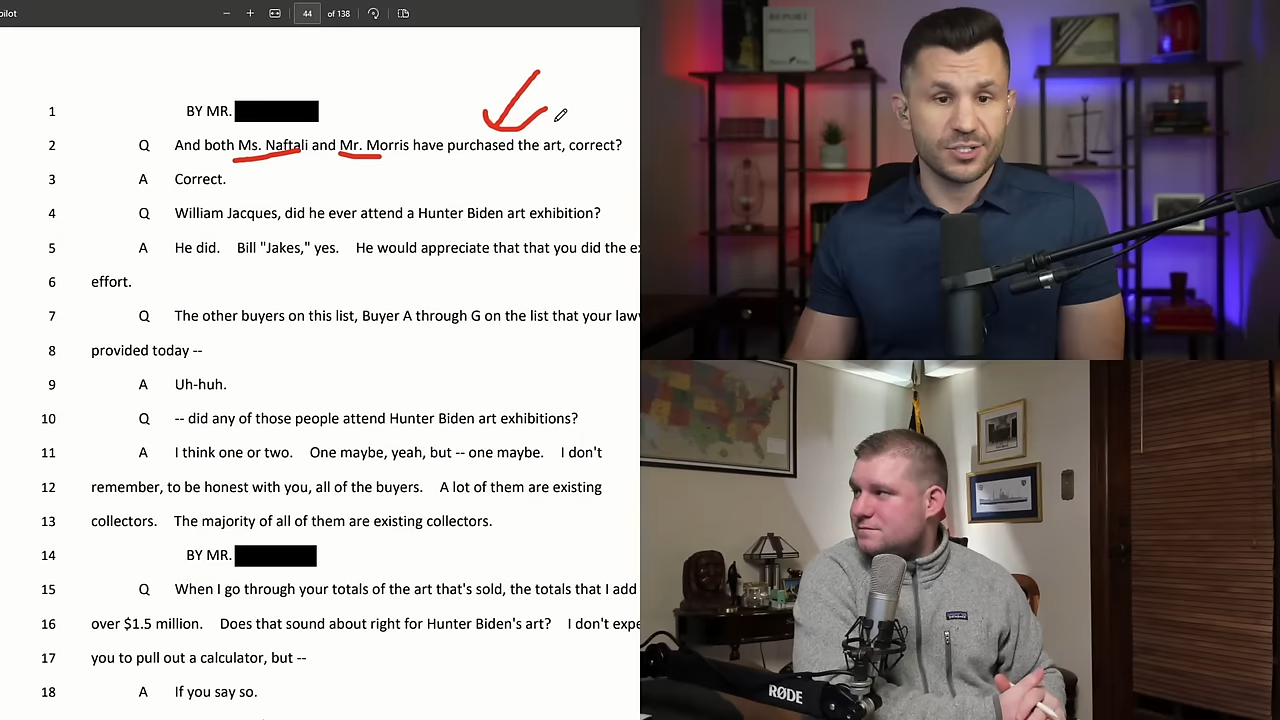 pilot
44 of 138
1 BY MR.
2 Q And both Ms. Naftali and Mr. Morris have purchased the art, correct?
3 A Correct.
4 Q William Jacques, did he ever attend a Hunter Biden art exhibition?
5 A He did. Bill "Jakes," yes. He would appreciate that that you did the ex
6 effort.
7 Q The other buyers on this list, Buyer A through G on the list that your law
8 provided today --
9 A Uh-huh.
10 Q -- did any of those people attend Hunter Biden art exhibitions?
11 A I think one or two. One maybe, yeah, but -- one maybe. I don't
12 remember, to be honest with you, all of the buyers. A lot of them are existing
13 collectors. The majority of all of them are existing collectors.
14 BY MR.
15 Q When I go through your totals of the art that's sold, the totals that I add
16 over $1.5 million. Does that sound about right for Hunter Biden's art? I don't expe
17 you to pull out a calculator, but --
18 A If you say so.
REPORT
RØDE
patagonia